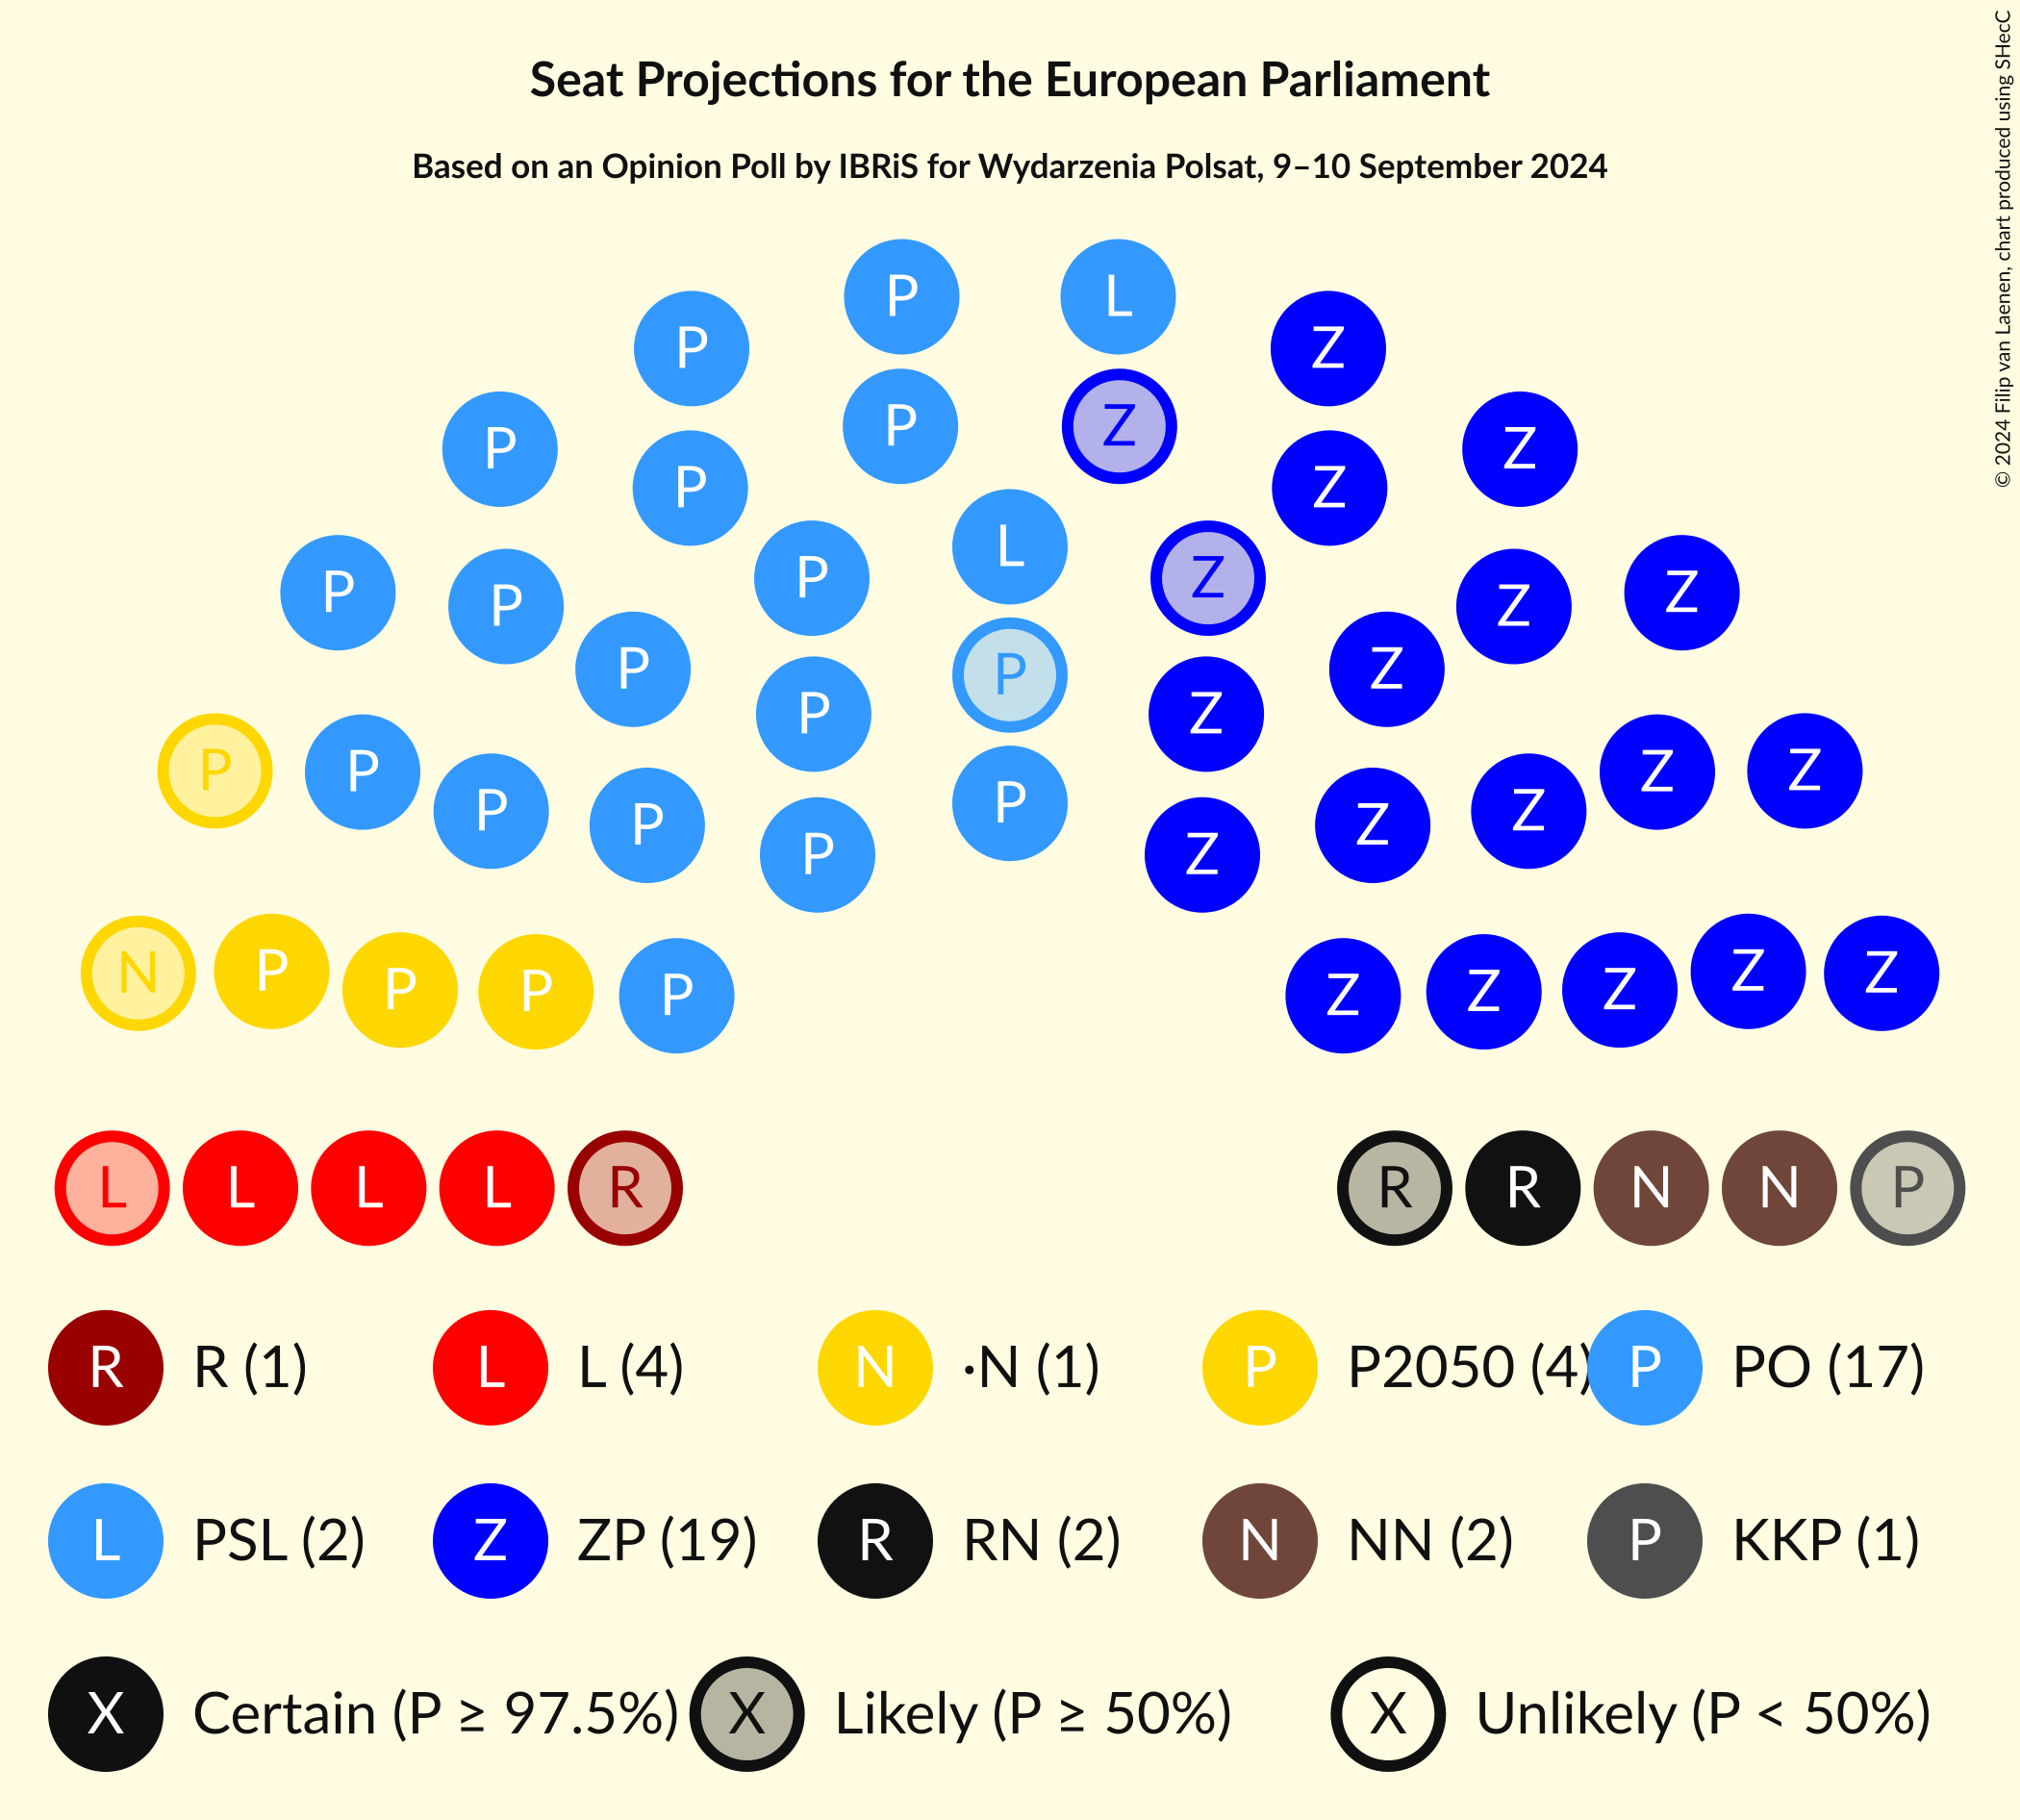 Seat Projections for the European Parliament
Based on an Opinion Poll by IBRiS for Wydarzenia Polsat, 9–10 September 2024
© 2024 Filip van Laenen, chart produced using SHecC
P L
P Z
P Z
P Z
P Z
L
P Z
P P Z Z
P Z
P
P Z
P Z
P P Z Z
P
P Z
P Z
P Z
N P P P P Z Z Z Z Z
L L L L R R R N N P
R R (1) L L (4) N ·N (1) P P2050 (4) P PO (17)
L PSL (2) Z ZP (19) R RN (2) N NN (2) P KKP (1)
X Certain (P ≥ 97.5%) X Likely (P ≥ 50%) X Unlikely (P < 50%)